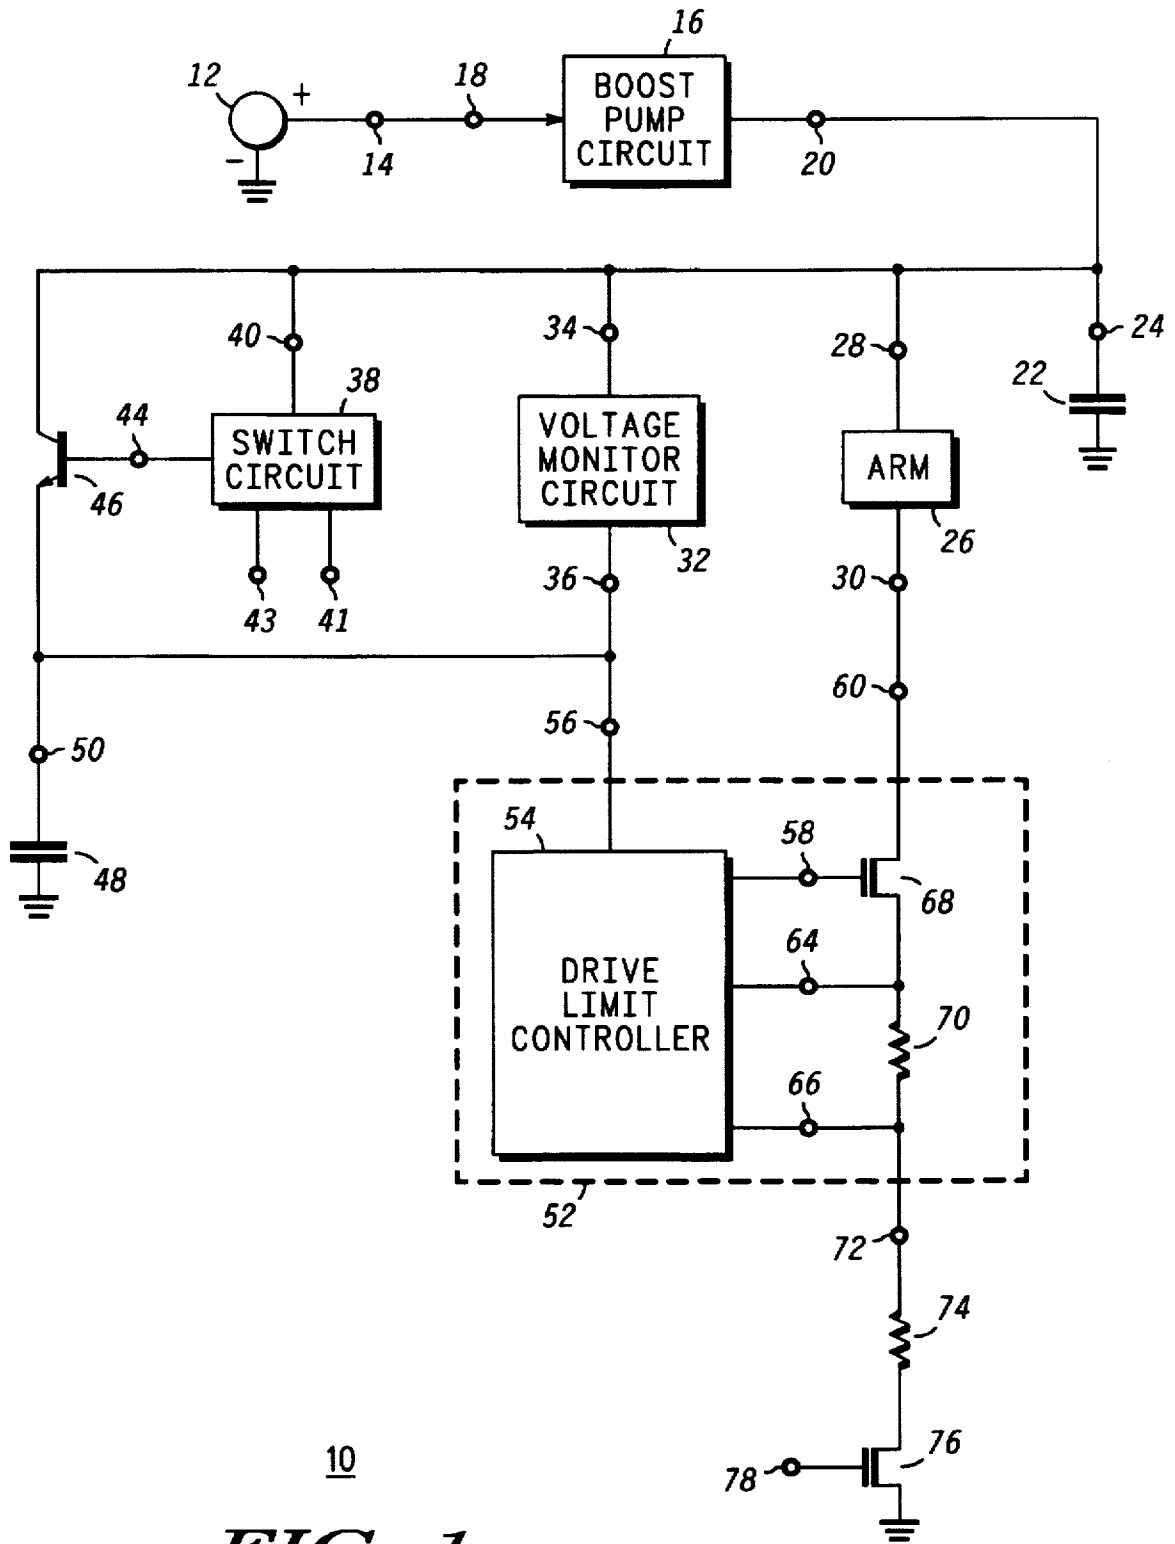 16
12
+
18
BOOST
PUMP
CIRCUIT
−
14
20
40
34
28
24
22
44
38
SWITCH
CIRCUIT
VOLTAGE
MONITOR
CIRCUIT
ARM
46
26
32
36
30
43
41
60
50
56
54
58
48
68
DRIVE
LIMIT
CONTROLLER
64
70
66
52
72
74
10
76
78
FIG. 1